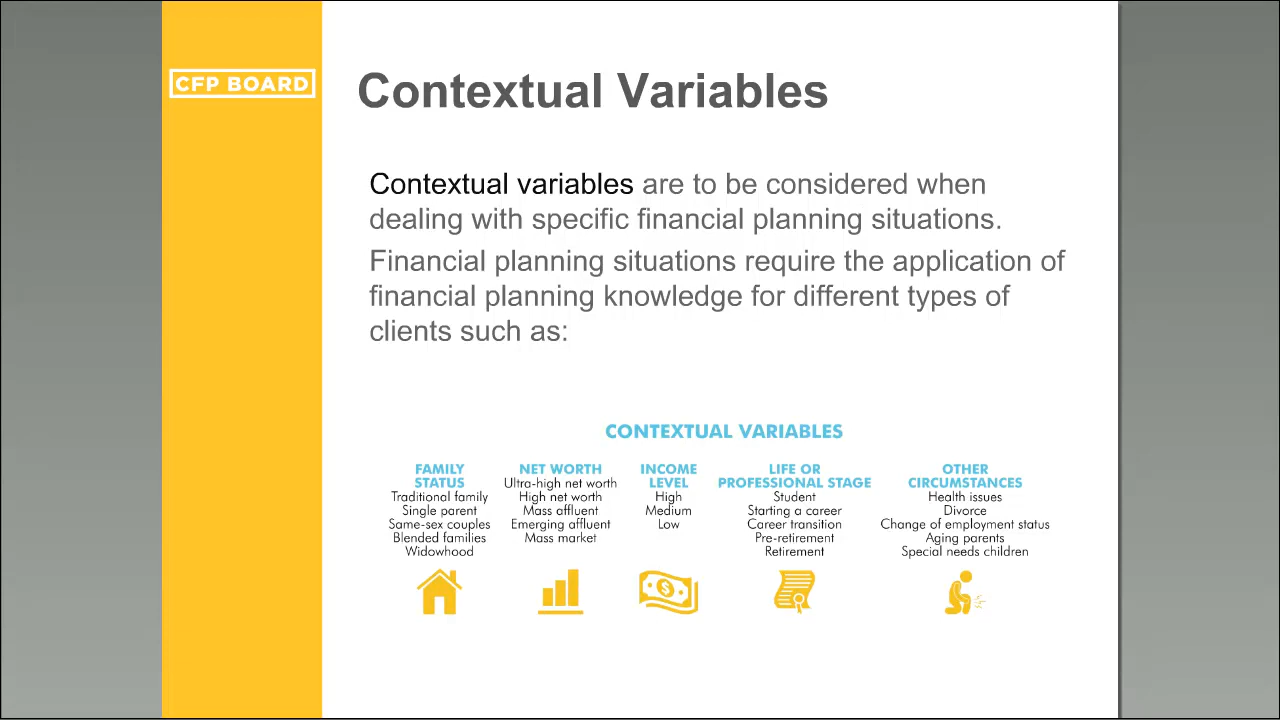 CFP BOARD
Contextual Variables
Contextual variables are to be considered when
dealing with specific financial planning situations.
Financial planning situations require the application of
financial planning knowledge for different types of
clients such as:
CONTEXTUAL VARIABLES
FAMILY
STATUS
Traditional family
Single parent
Same-sex couples
Blended families
Widowhood
NET WORTH
Ultra-high net worth
High net worth
Mass affluent
Emerging affluent
Mass market
INCOME
LEVEL
High
Medium
Low
LIFE OR
PROFESSIONAL STAGE
Student
Starting a career
Career transition
Pre-retirement
Retirement
OTHER
CIRCUMSTANCES
Health issues
Divorce
Change of employment status
Aging parents
Special needs children
$